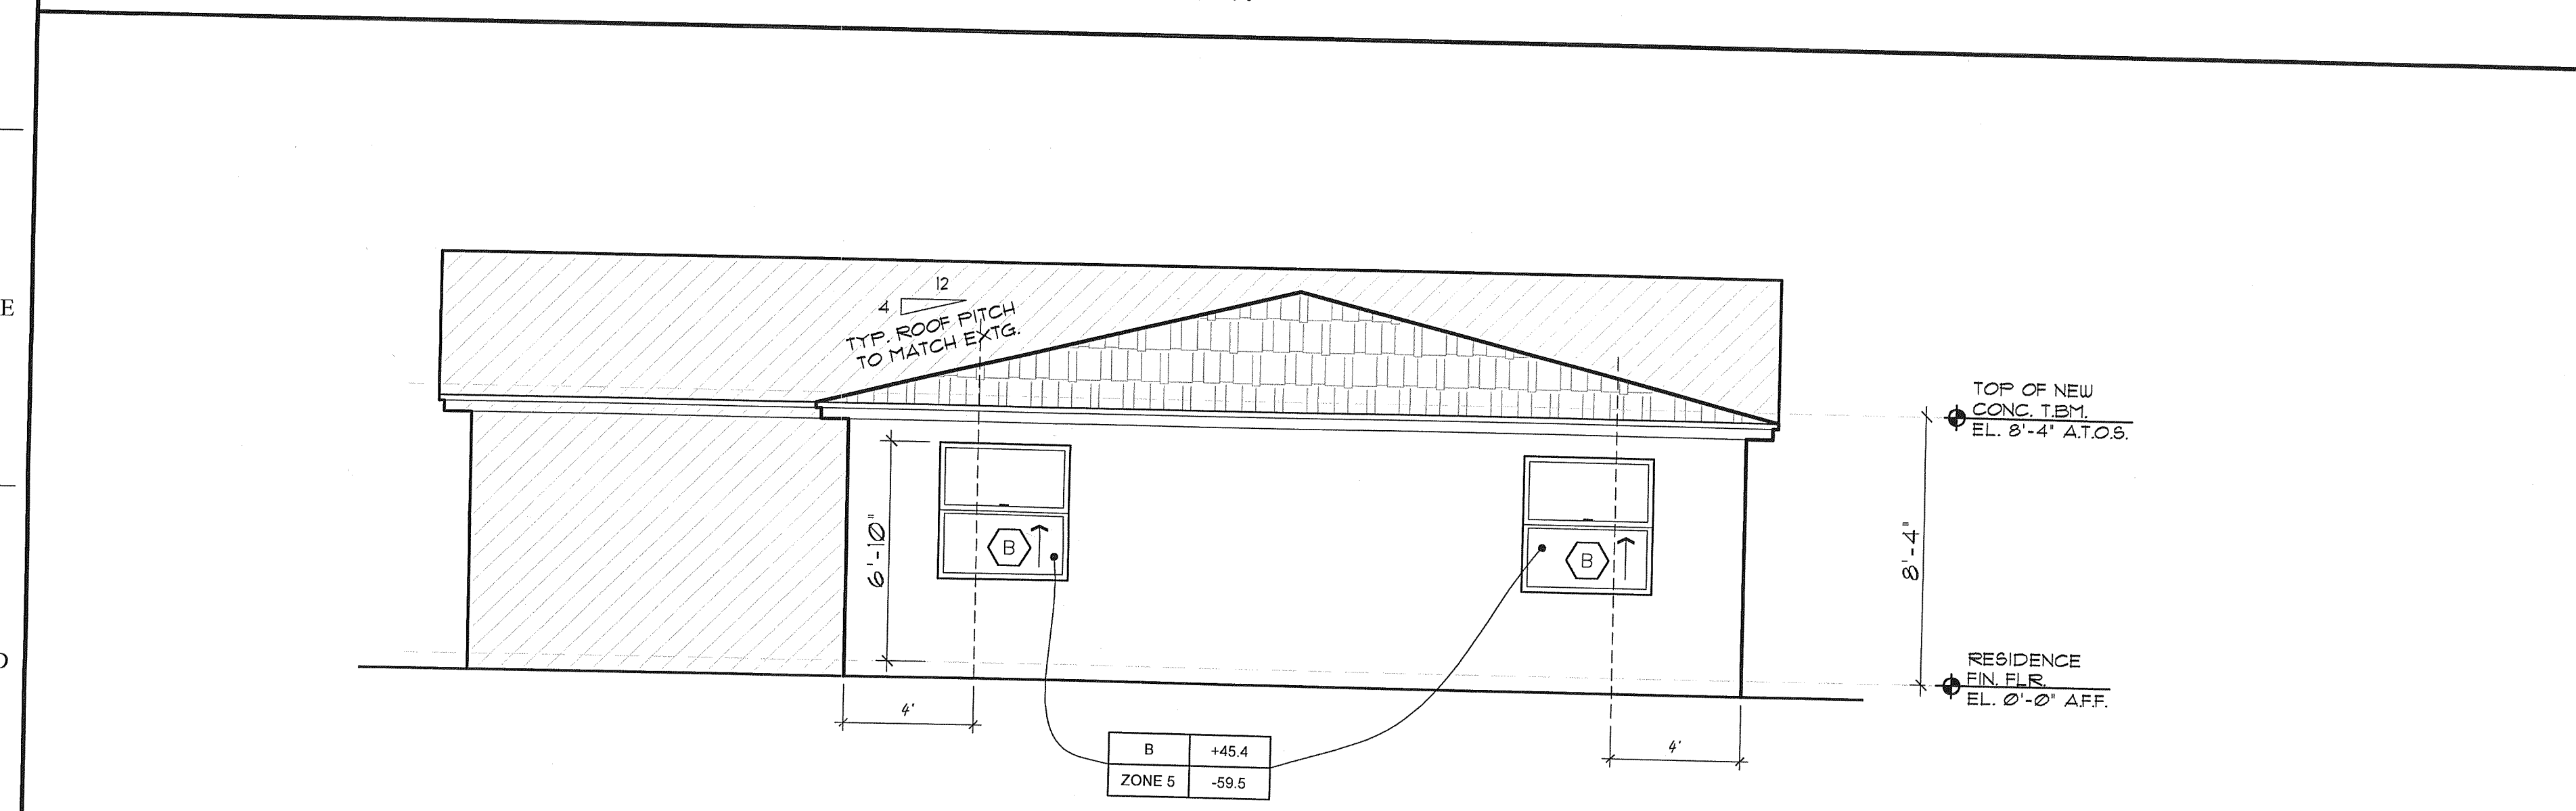 E
12
4
TYP. ROOF PITCH
TO MATCH EXTG.
TOP OF NEW
CONC. T.BM.
EL. 8'-4" A.T.O.S.
6'-10"
B
B
8'-4"
RESIDENCE
FIN. FLR.
EL. 0'-0" A.F.F.
4'
4'
B +45.4
ZONE 5 -59.5